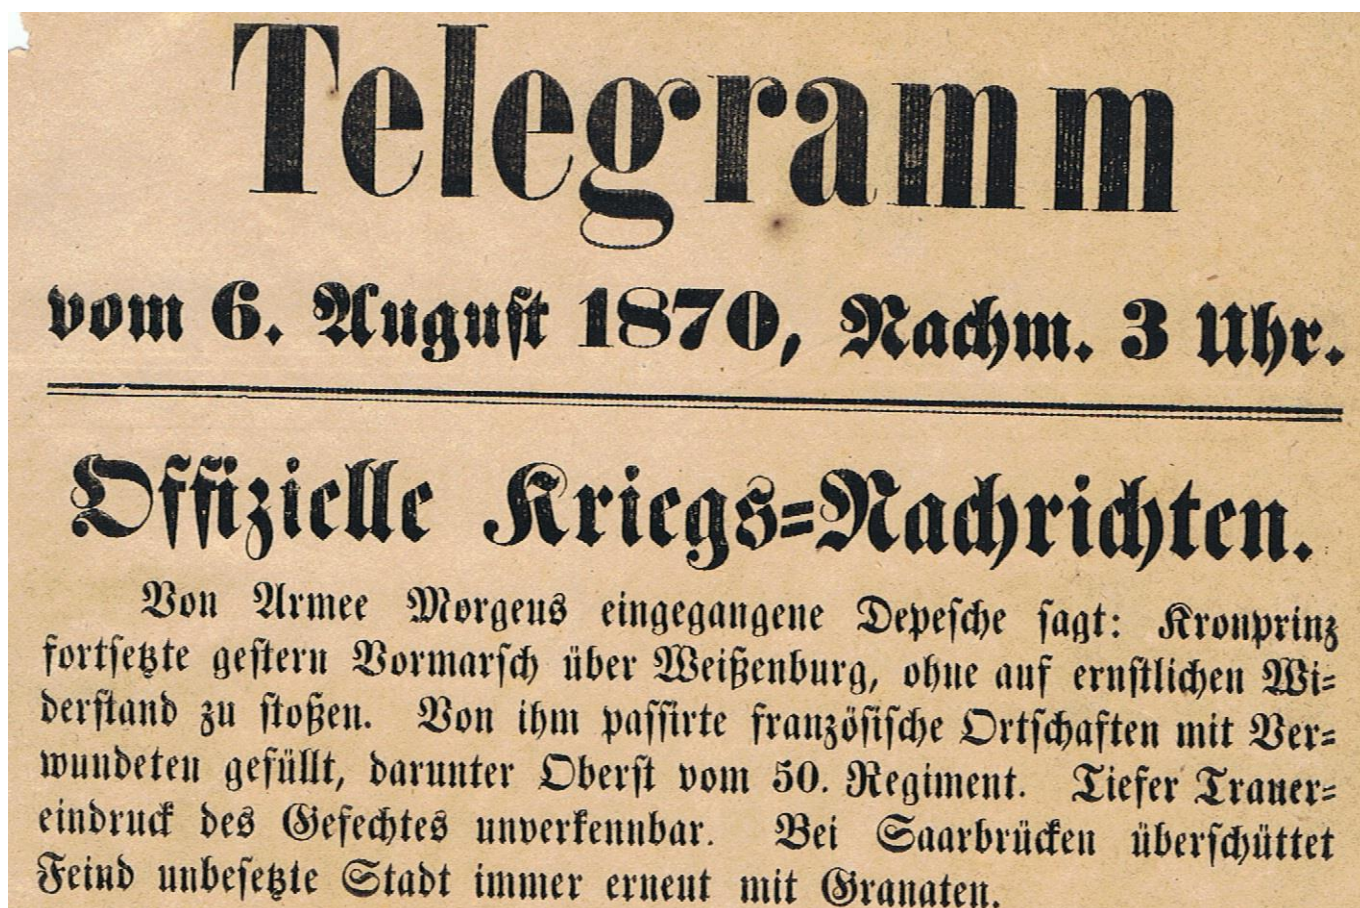 Telegramm
vom 6. August 1870, Nachm. 3 Uhr.
Offizielle Kriegs=Nachrichten.
Von Armee Morgens eingegangene Depesche sagt: Kronprinz
fortsetzte gestern Vormarsch über Weißenburg, ohne auf ernstlichen Wi=
derstand zu stoßen. Von ihm passirte französische Ortschaften mit Ver=
wundeten gefüllt, darunter Oberst vom 50. Regiment. Tiefer Trauer=
eindruck des Gefechtes unverkennbar. Bei Saarbrücken überschüttet
Feind unbesetzte Stadt immer erneut mit Granaten.